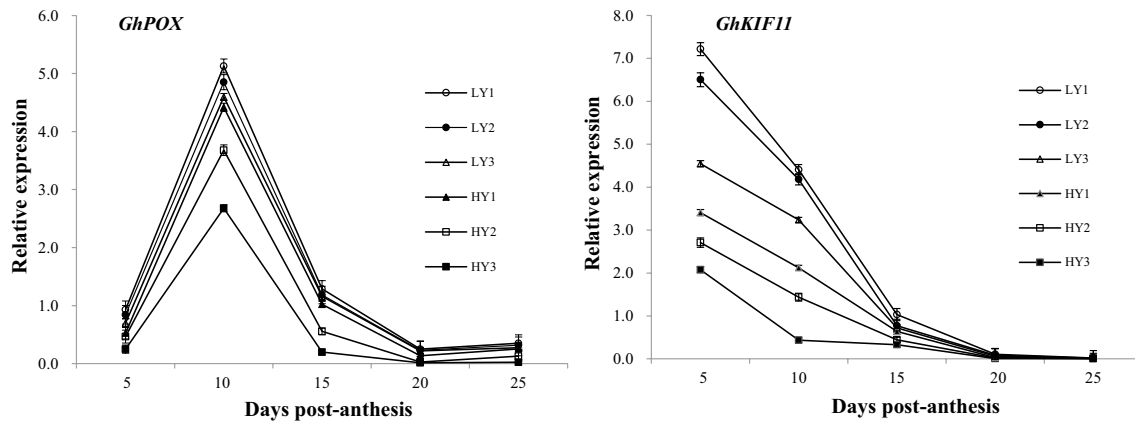 GhPOX
6.0
5.0
4.0
3.0
2.0
1.0
0.0
5
10
15
20
25
Relative expression
Days post-anthesis
LY1
LY2
LY3
HY1
HY2
HY3
GhKIF11
8.0
7.0
6.0
5.0
4.0
3.0
2.0
1.0
0.0
5
10
15
20
25
Relative expression
Days post-anthesis
LY1
LY2
LY3
HY1
HY2
HY3